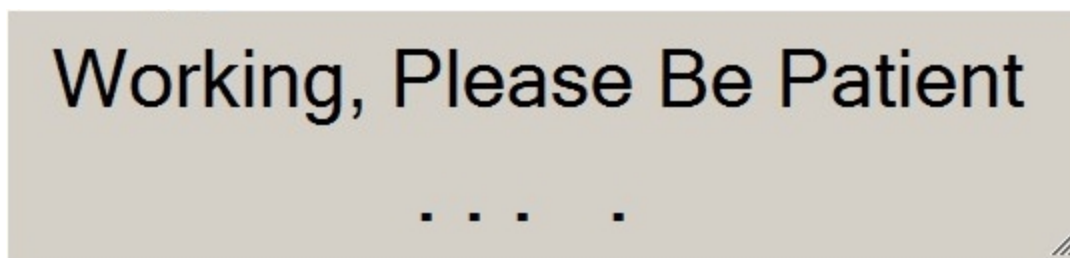 Working, Please Be Patient
. . .   .